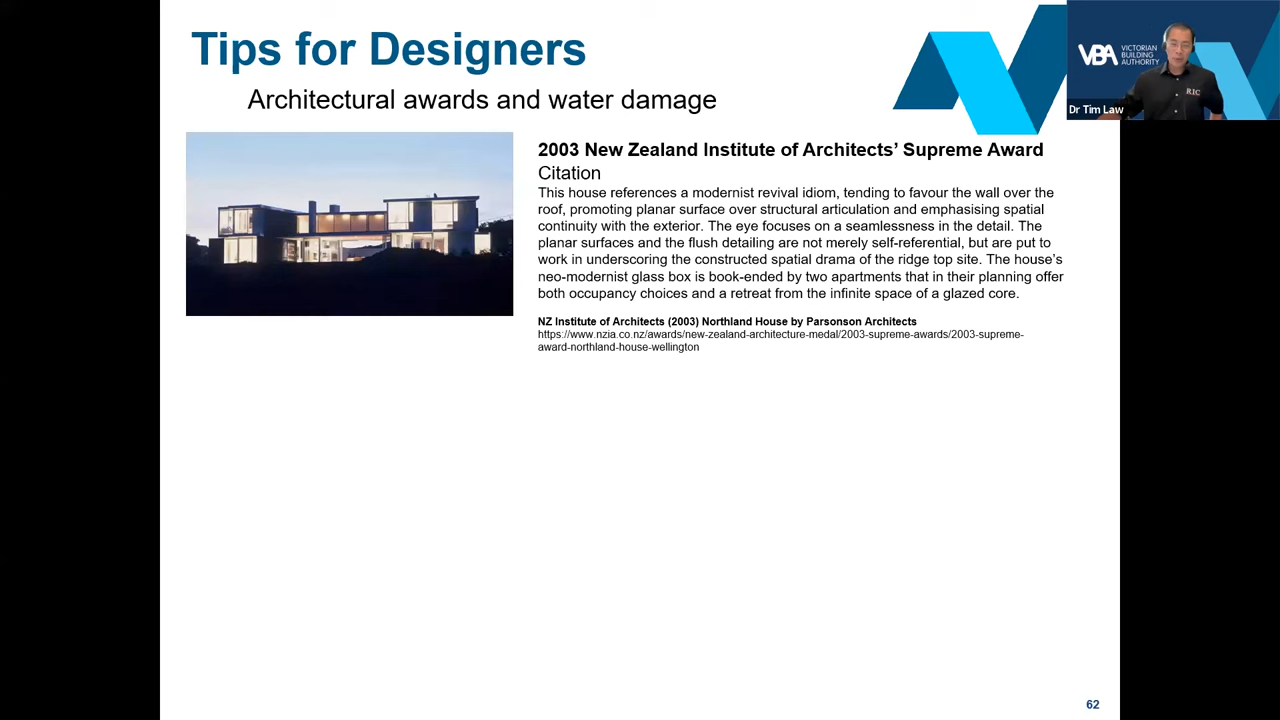 Tips for Designers
Architectural awards and water damage
VBA
VICTORIAN
BUILDING
AUTHORITY
RIC
Dr Tim Law
2003 New Zealand Institute of Architects’ Supreme Award
Citation
This house references a modernist revival idiom, tending to favour the wall over the
roof, promoting planar surface over structural articulation and emphasising spatial
continuity with the exterior. The eye focuses on a seamlessness in the detail. The
planar surfaces and the flush detailing are not merely self-referential, but are put to
work in underscoring the constructed spatial drama of the ridge top site. The house’s
neo-modernist glass box is book-ended by two apartments that in their planning offer
both occupancy choices and a retreat from the infinite space of a glazed core.
NZ Institute of Architects (2003) Northland House by Parsonson Architects
https://www.nzia.co.nz/awards/new-zealand-architecture-medal/2003-supreme-awards/2003-supreme-
award-northland-house-wellington
62